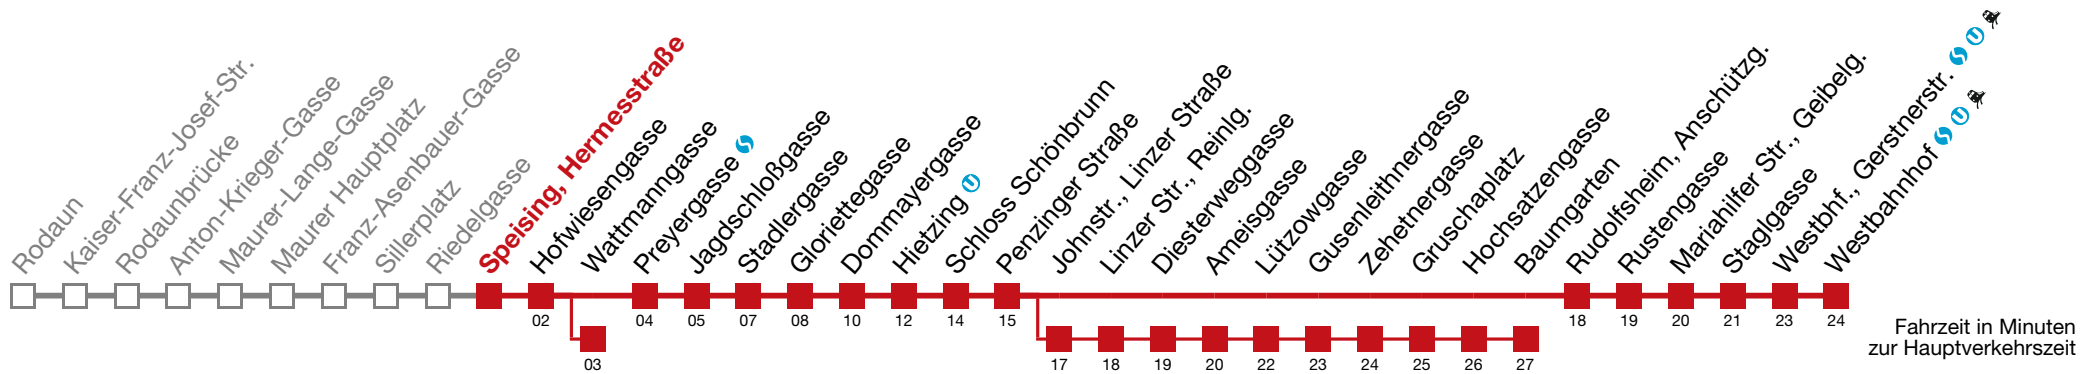 Rodaun
Kaiser-Franz-Josef-Str.
Rodaunbrücke
Anton-Krieger-Gasse
Maurer-Lange-Gasse
Maurer Hauptplatz
Franz-Asenbauer-Gasse
Sillerplatz
Riedelgasse
Speising, Hermesstraße
Hofwiesengasse
Wattmanngasse
Preyergasse
Jagdschloßgasse
Stadlergasse
Gloriettegasse
Dommayergasse
Hietzing
Schloss Schönbrunn
Penzinger Straße
Johnstr., Linzer Straße
Linzer Str., Reinlg.
Diesterweggasse
Ameisgasse
Lützowgasse
Gusenleithnergasse
Zehetnergasse
Gruschaplatz
Hochsatzengasse
Baumgarten
Rudolfsheim, Anschützg.
Rustengasse
Mariahilfer Str., Geibelg.
Staglgasse
Westbhf., Gerstnerstr.
Westbahnhof
02 04 05 07 08 10 12 14 15 18 19 20 21 23 24
03 17 18 19 20 22 23 24 25 26 27
Fahrzeit in Minuten
zur Hauptverkehrszeit